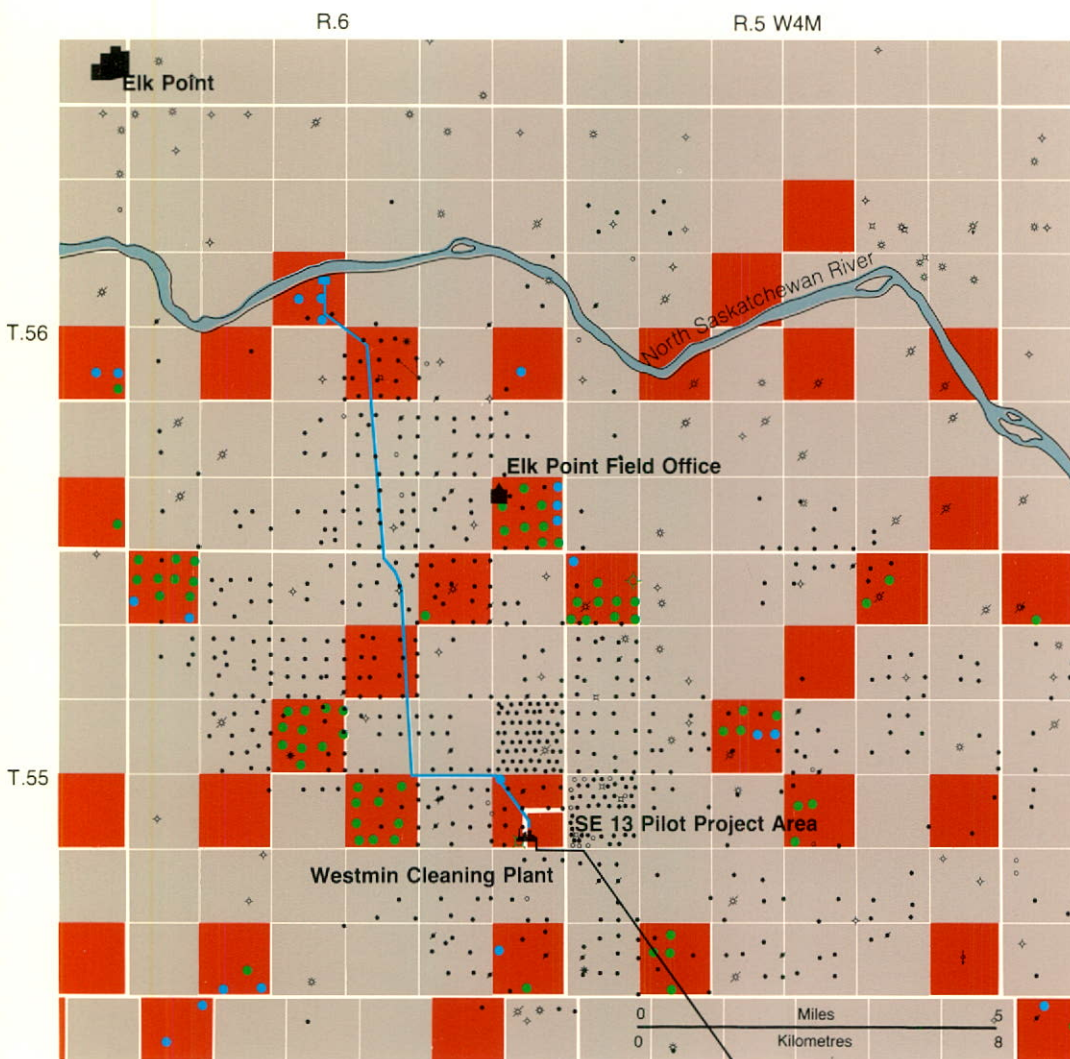 R.6
R.5 W4M
Elk Point
North Saskatchewan River
T.56
Elk Point Field Office
T.55
SE 13 Pilot Project Area
Westmin Cleaning Plant
0 Miles 5
0 Kilometres 8